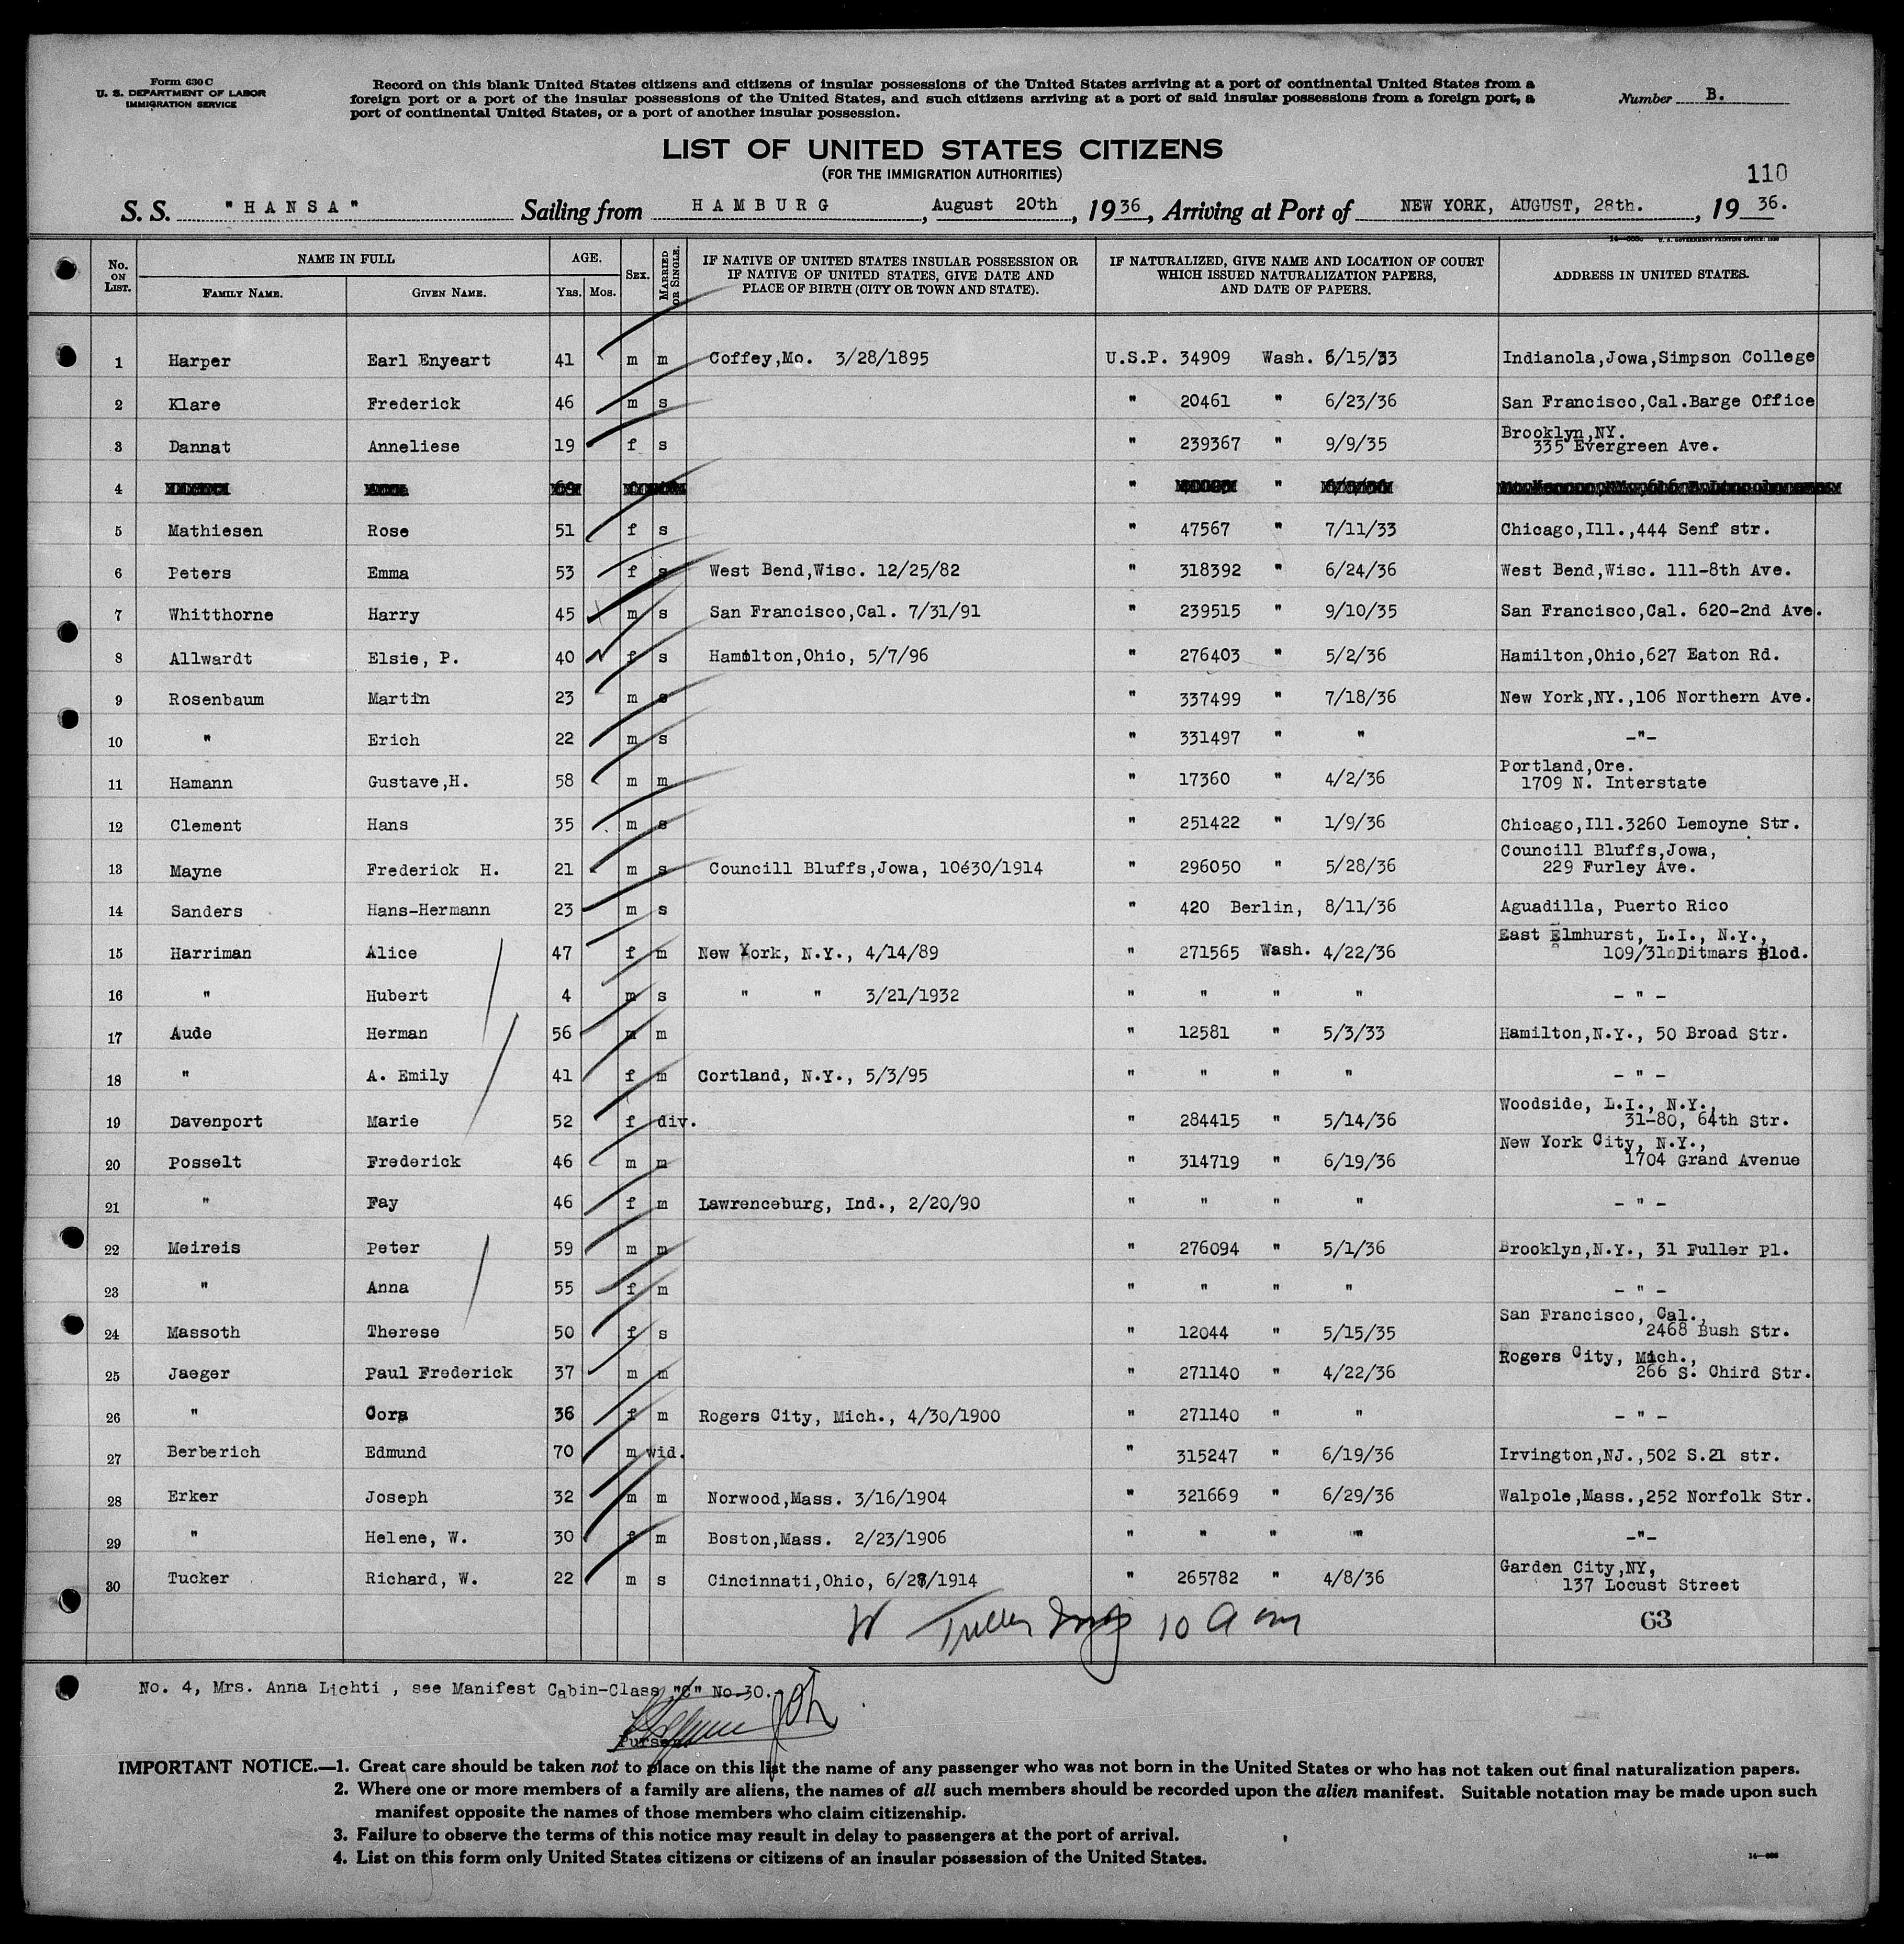 Form 630 C
U. S. DEPARTMENT OF LABOR
IMMIGRATION SERVICE
Record on this blank United States citizens and citizens of insular possessions of the United States arriving at a port of continental United States from a
foreign port or a port of the insular possessions of the United States, and such citizens arriving at a port of said insular possessions from a foreign port, a
port of continental United States, or a port of another insular possession.
Number B.
LIST OF UNITED STATES CITIZENS
(FOR THE IMMIGRATION AUTHORITIES)
110
S. S. "HANSA" Sailing from HAMBURG, August 20th, 1936, Arriving at Port of NEW YORK, AUGUST, 28th., 19 36.
No. ON LIST. NAME IN FULL FAMILY NAME. GIVEN NAME. AGE. YRS. MOS. SEX. MARRIED OR SINGLE. IF NATIVE OF UNITED STATES INSULAR POSSESSION OR IF NATIVE OF UNITED STATES, GIVE DATE AND PLACE OF BIRTH (CITY OR TOWN AND STATE). IF NATURALIZED, GIVE NAME AND LOCATION OF COURT WHICH ISSUED NATURALIZATION PAPERS, AND DATE OF PAPERS. ADDRESS IN UNITED STATES.
1 Harper Earl Enyeart 41 m m Coffey,Mo. 3/28/1895 U.S.P. 34909 Wash. 6/15/33 Indianola,Jowa,Simpson College
2 Klare Frederick 46 m s " 20461 " 6/23/36 San Francisco,Cal.Barge Office
3 Dannat Anneliese 19 f s " 239367 " 9/9/35 Brooklyn,NY. 335 Evergreen Ave.
4 " "
5 Mathiesen Rose 51 f s " 47567 " 7/11/33 Chicago,Ill.,444 Senf str.
6 Peters Emma 53 f s West Bend,Wisc. 12/25/82 " 318392 " 6/24/36 West Bend,Wisc. 111-8th Ave.
7 Whitthorne Harry 45 m s San Francisco,Cal. 7/31/91 " 239515 " 9/10/35 San Francisco,Cal. 620-2nd Ave.
8 Allwardt Elsie, P. 40 f s Hamilton,Ohio, 5/7/96 " 276403 " 5/2/36 Hamilton,Ohio,627 Eaton Rd.
9 Rosenbaum Martin 23 m s " 337499 " 7/18/36 New York,NY.,106 Northern Ave.
10 " Erich 22 m s " 331497 " " -"-
11 Hamann Gustave,H. 58 m m " 17360 " 4/2/36 Portland,Ore. 1709 N. Interstate
12 Clement Hans 35 m s " 251422 " 1/9/36 Chicago,Ill.3260 Lemoyne Str.
13 Mayne Frederick H. 21 m s Councill Bluffs,Jowa, 10é30/1914 " 296050 " 5/28/36 Councill Bluffs,Jowa, 229 Furley Ave.
14 Sanders Hans-Hermann 23 m s " 420 Berlin, 8/11/36 Aguadilla, Puerto Rico
15 Harriman Alice 47 f m New York, N.Y., 4/14/89 " 271565 Wash. 4/22/36 East Elmhurst, L.I., N.Y., 109/31 Ditmars Blod.
16 " Hubert 4 m s " " 3/21/1932 " " " " - " -
17 Aude Herman 56 m m " 12581 " 5/3/33 Hamilton,N.Y., 50 Broad Str.
18 " A. Emily 41 f m Cortland, N.Y., 5/3/95 " " " " - " -
19 Davenport Marie 52 f div. " 284415 " 5/14/36 Woodside, L.I., N.Y., 31-80, 64th Str.
20 Posselt Frederick 46 m m " 314719 " 6/19/36 New York City, N.Y., 1704 Grand Avenue
21 " Fay 46 f m Lawrenceburg, Ind., 2/20/90 " " " " - " -
22 Meireis Peter 59 m m " 276094 " 5/1/36 Brooklyn,N.Y., 31 Fuller Pl.
23 " Anna 55 f m " " " " - " -
24 Massoth Therese 50 f s " 12044 " 5/15/35 San Francisco, Cal., 2468 Bush Str.
25 Jaeger Paul Frederick 37 m m " 271140 " 4/22/36 Rogers City, Mich., 266 S. Chird Str.
26 " Cora 36 f m Rogers City, Mich., 4/30/1900 " 271140 " " - " -
27 Berberich Edmund 70 m wid. " 315247 " 6/19/36 Irvington,NJ.,502 S.21 str.
28 Erker Joseph 32 m m Norwood,Mass. 3/16/1904 " 321669 " 6/29/36 Walpole,Mass.,252 Norfolk Str.
29 " Helene, W. 30 f m Boston,Mass. 2/23/1906 " " " " -"-
30 Tucker Richard, W. 22 m s Cincinnati,Ohio, 6/28/1914 " 265782 " 4/8/36 Garden City,NY, 137 Locust Street
10 a m
63
No. 4, Mrs. Anna Lichti , see Manifest Cabin-Class "C" No-30.
Purser
IMPORTANT NOTICE.—1. Great care should be taken not to place on this list the name of any passenger who was not born in the United States or who has not taken out final naturalization papers.
2. Where one or more members of a family are aliens, the names of all such members should be recorded upon the alien manifest. Suitable notation may be made upon such
manifest opposite the names of those members who claim citizenship.
3. Failure to observe the terms of this notice may result in delay to passengers at the port of arrival.
4. List on this form only United States citizens or citizens of an insular possession of the United States.